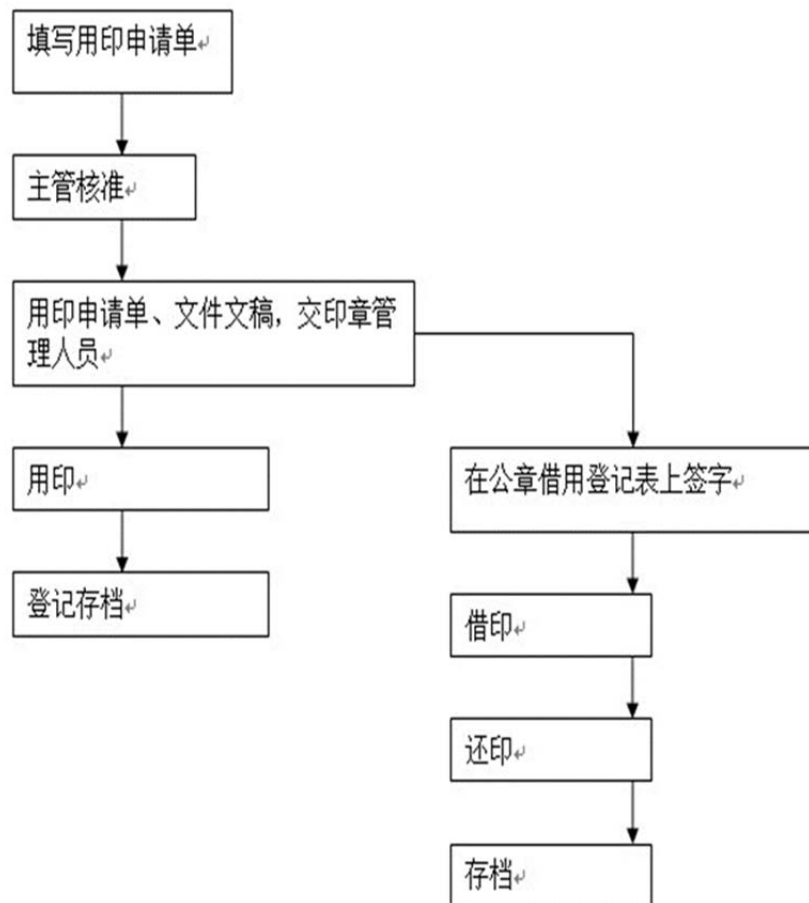 填写用印申请单
主管核准
用印申请单、文件文稿，交印章管
理人员
用印
登记存档
在公章借用登记表上签字
借印
还印
存档